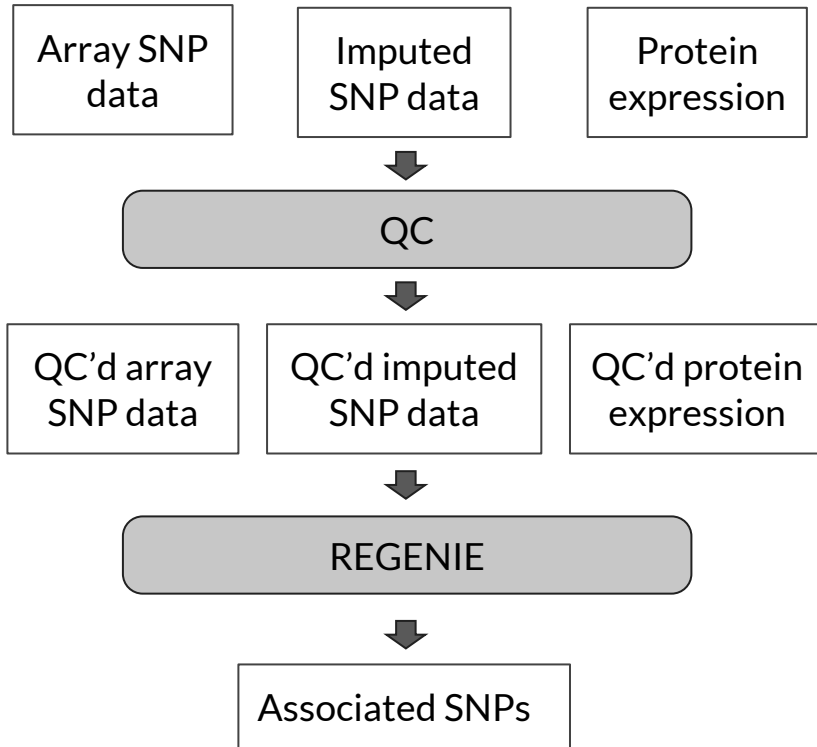 Array SNP
data
Imputed
SNP data
Protein
expression
QC
QC’d array
SNP data
QC’d imputed
SNP data
QC’d protein
expression
REGENIE
Associated SNPs